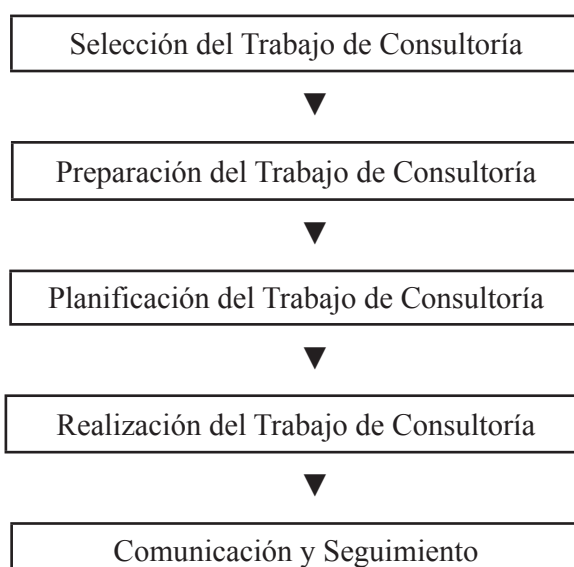 Selección del Trabajo de Consultoría
Preparación del Trabajo de Consultoría
Planificación del Trabajo de Consultoría
Realización del Trabajo de Consultoría
Comunicación y Seguimiento